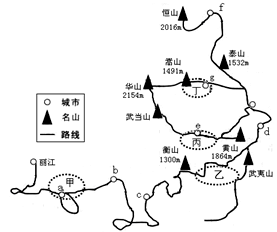 恒山
2016m
f
泰山
1532m
嵩山
1491m
g
丁
华山
2154m
武当山
e
丙
d
衡山
1300m
黄山
1864m
乙
武夷山
城市
名山
路线
丽江
甲
a
b
c